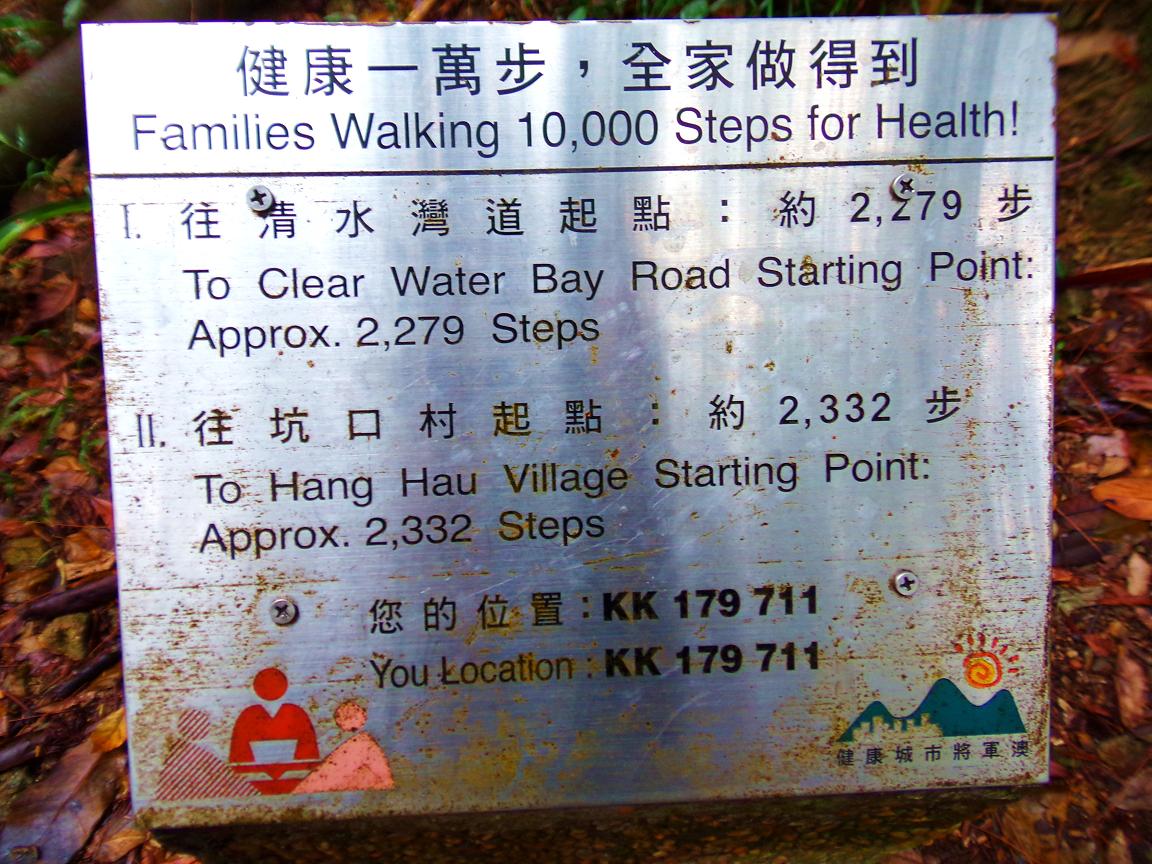 健康一萬步，全家做得到
Families Walking 10,000 Steps for Health!
I. 往清水灣道起點：約 2,279 步
To Clear Water Bay Road Starting Point:
Approx. 2,279 Steps
II. 往坑口村起點：約 2,332 步
To Hang Hau Village Starting Point:
Approx. 2,332 Steps
您的位置：KK 179 711
You Location : KK 179 711
健康城市將軍澳